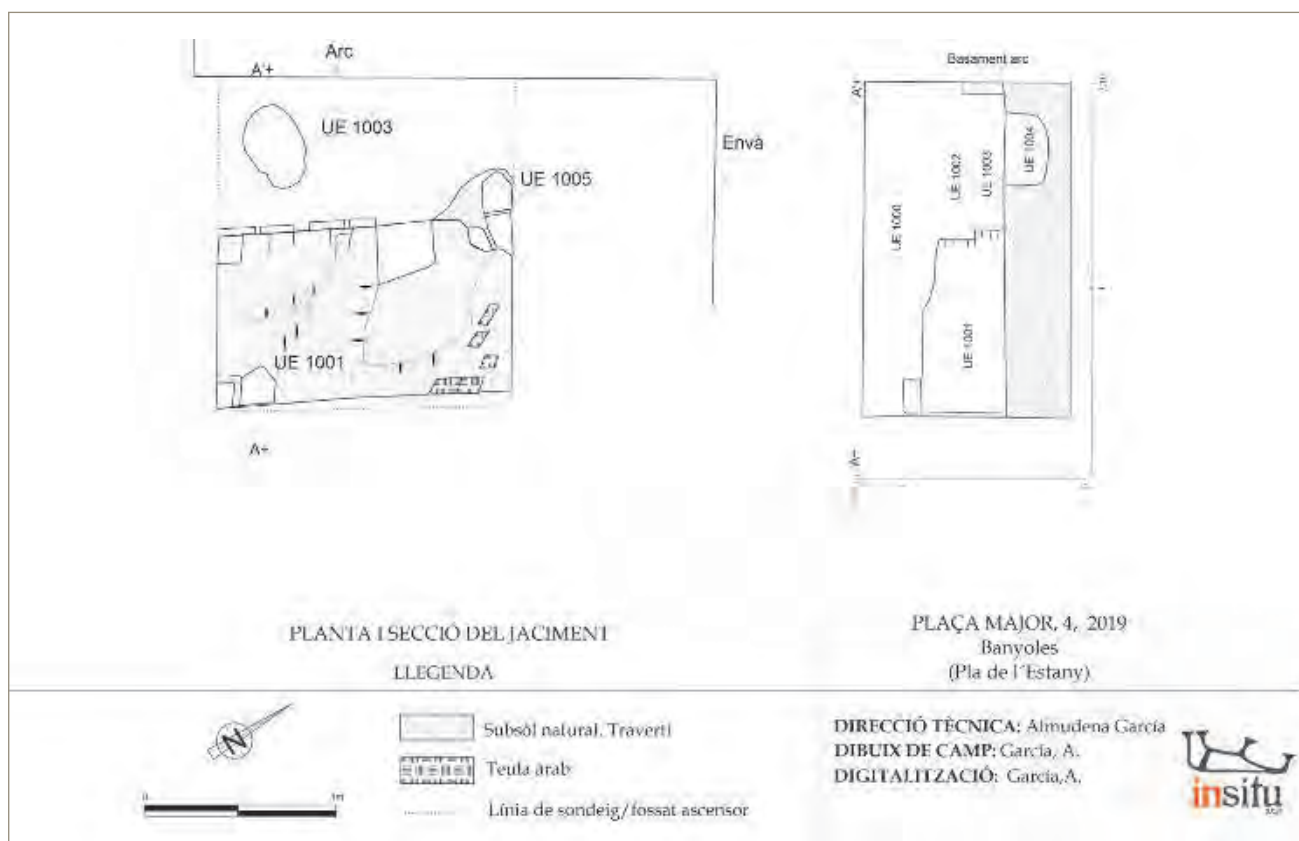 Arc
A'+
UE 1003
Envà
UE 1005
UE 1001
A+
Basament arc
A'+
UE 1000
UE 1002
UE 1003
UE 1004
UE 1001
A+
PLANTA I SECCIÓ DEL JACIMENT
LLEGENDA
PLAÇA MAJOR, 4, 2019
Banyoles
(Pla de l´Estany)
N
0 1m
Subsòl natural. Travertí
Teula àrab
Línia de sondeig/fossat ascensor
DIRECCIÓ TÈCNICA: Almudena García
DIBUIX DE CAMP: García, A.
DIGITALITZACIÓ: García,A.
insitu